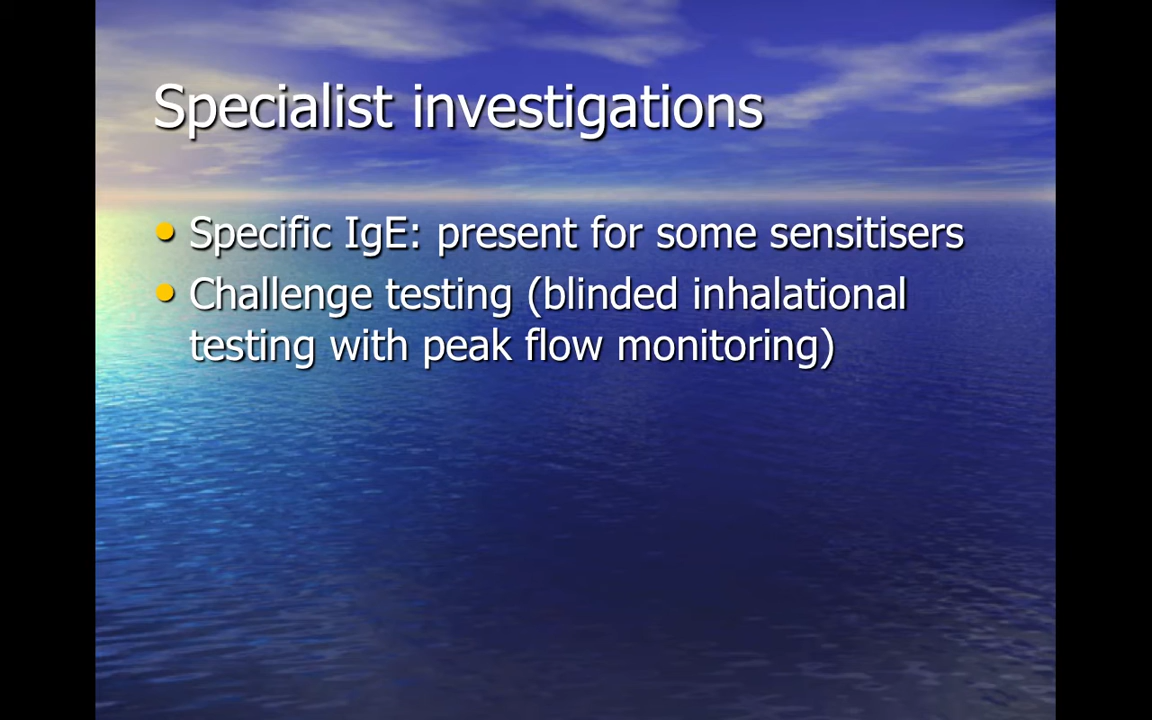 Specialist investigations
• Specific IgE: present for some sensitisers
• Challenge testing (blinded inhalational
testing with peak flow monitoring)